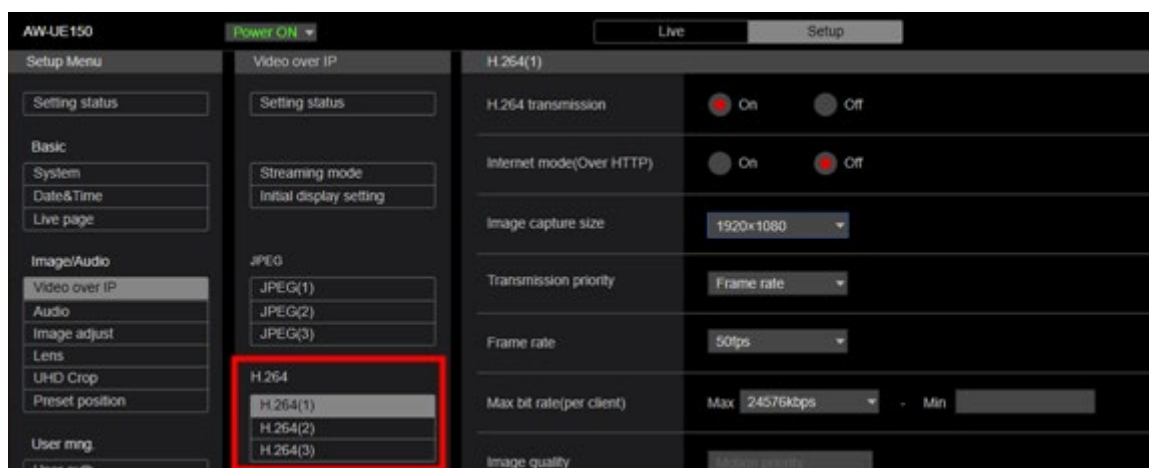 AW-UE150
Power ON
Live
Setup
Setup Menu
Setting status
Basic
System
Date&Time
Live page
Image/Audio
Video over IP
Audio
Image adjust
Lens
UHD Crop
Preset position
User mng.
Video over IP
Setting status
Streaming mode
Initial display setting
JPEG
JPEG(1)
JPEG(2)
JPEG(3)
H.264
H.264(1)
H.264(2)
H.264(3)
H.264(1)
H.264 transmission On Off
Internet mode(Over HTTP) On Off
Image capture size 1920×1080
Transmission priority Frame rate
Frame rate 50fps
Max bit rate(per client) Max 24576kbps - Min
Image quality Motion priority